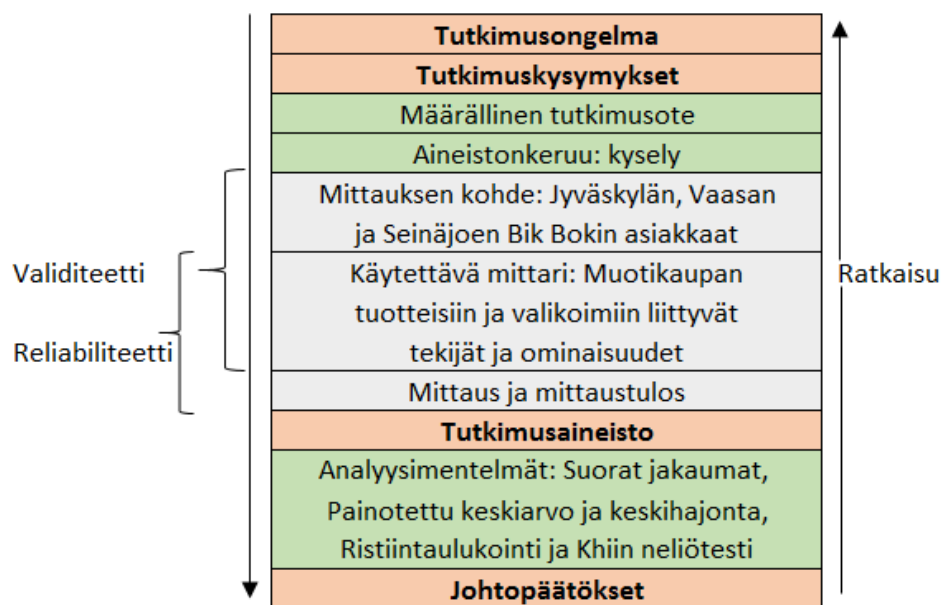 Tutkimusongelma
Tutkimuskysymykset
Määrällinen tutkimusote
Aineistonkeruu: kysely
Mittauksen kohde: Jyväskylän, Vaasan
ja Seinäjoen Bik Bokin asiakkaat
Validiteetti
Käytettävä mittari: Muotikaupan
Ratkaisu
tuotteisiin ja valikoimiin liittyvät
Reliabiliteetti
tekijät ja ominaisuudet
Mittaus ja mittaustulos
Tutkimusaineisto
Analyysimentelmät: Suorat jakaumat,
Painotettu keskiarvo ja keskihajonta,
Ristiintaulukointi ja Khiin neliötesti
Johtopäätökset